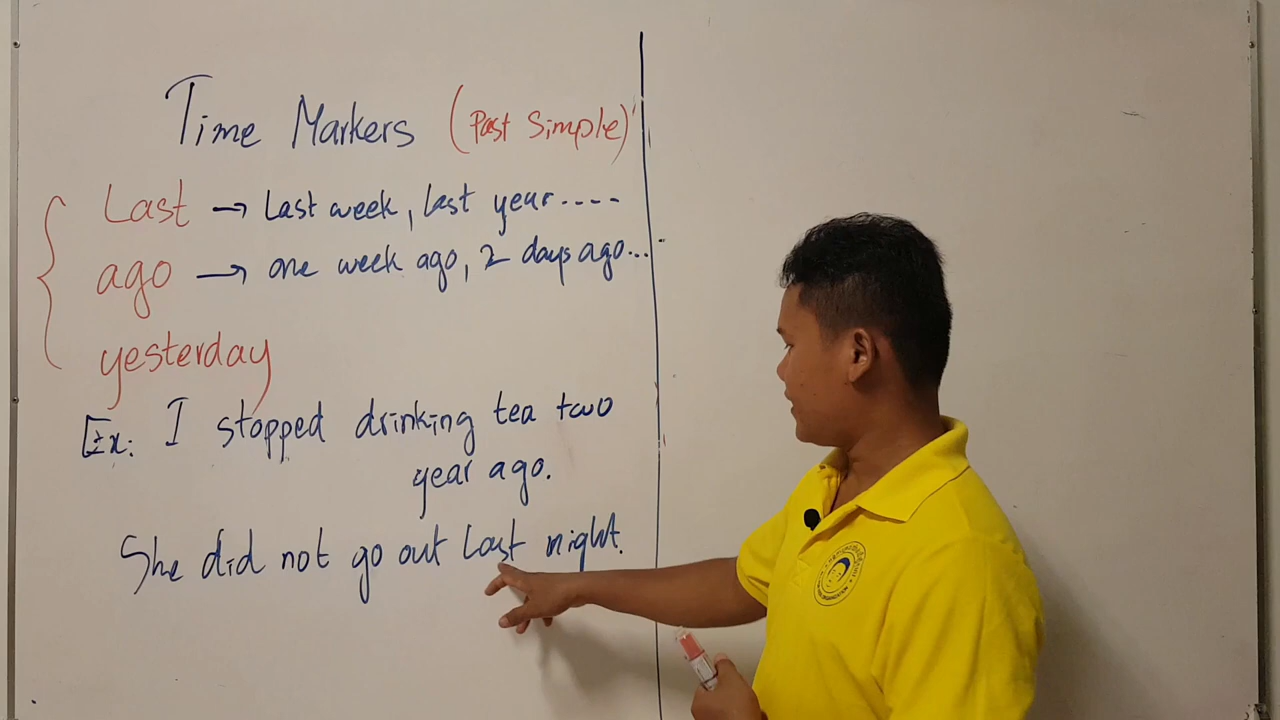 Time Markers (Past Simple)
Last → Last week, last year.....
ago → one week ago, 2 days ago...
yesterday
Ex: I stopped drinking tea two
year ago.
She did not go out last night.